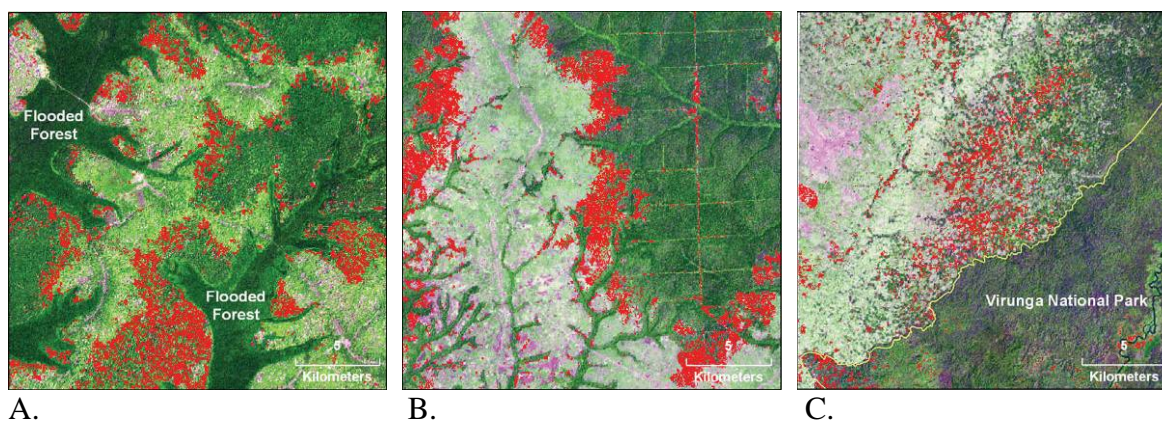 Flooded
Forest
Flooded
Forest
5
Kilometers
5
Kilometers
Virunga National Park
5
Kilometers
A.
B.
C.